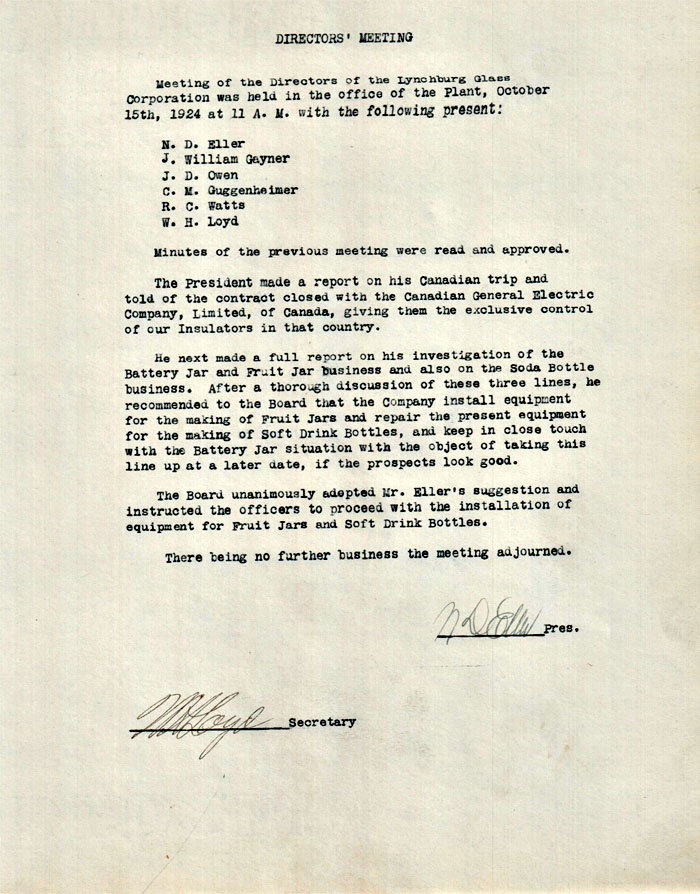 DIRECTORS' MEETING
Meeting of the Directors of the Lynchburg Glass
Corporation was held in the office of the Plant, October
15th, 1924 at 11 A. M. with the following present:
N. D. Eller
J. William Gayner
J. D. Owen
C. M. Guggenheimer
R. C. Watts
W. H. Loyd
Minutes of the previous meeting were read and approved.
The President made a report on his Canadian trip and
told of the contract closed with the Canadian General Electric
Company, Limited, of Canada, giving them the exclusive control
of our Insulators in that country.
He next made a full report on his investigation of the
Battery Jar and Fruit Jar business and also on the Soda Bottle
business.  After a thorough discussion of these three lines, he
recommended to the Board that the Company install equipment
for the making of Fruit Jars and repair the present equipment
for the making of Soft Drink Bottles, and keep in close touch
with the Battery Jar situation with the object of taking this
line up at a later date, if the prospects look good.
The Board unanimously adopted Mr. Eller's suggestion and
instructed the officers to proceed with the installation of
equipment for Fruit Jars and Soft Drink Bottles.
There being no further business the meeting adjourned.
N D Eller Pres.
W H Loyd Secretary